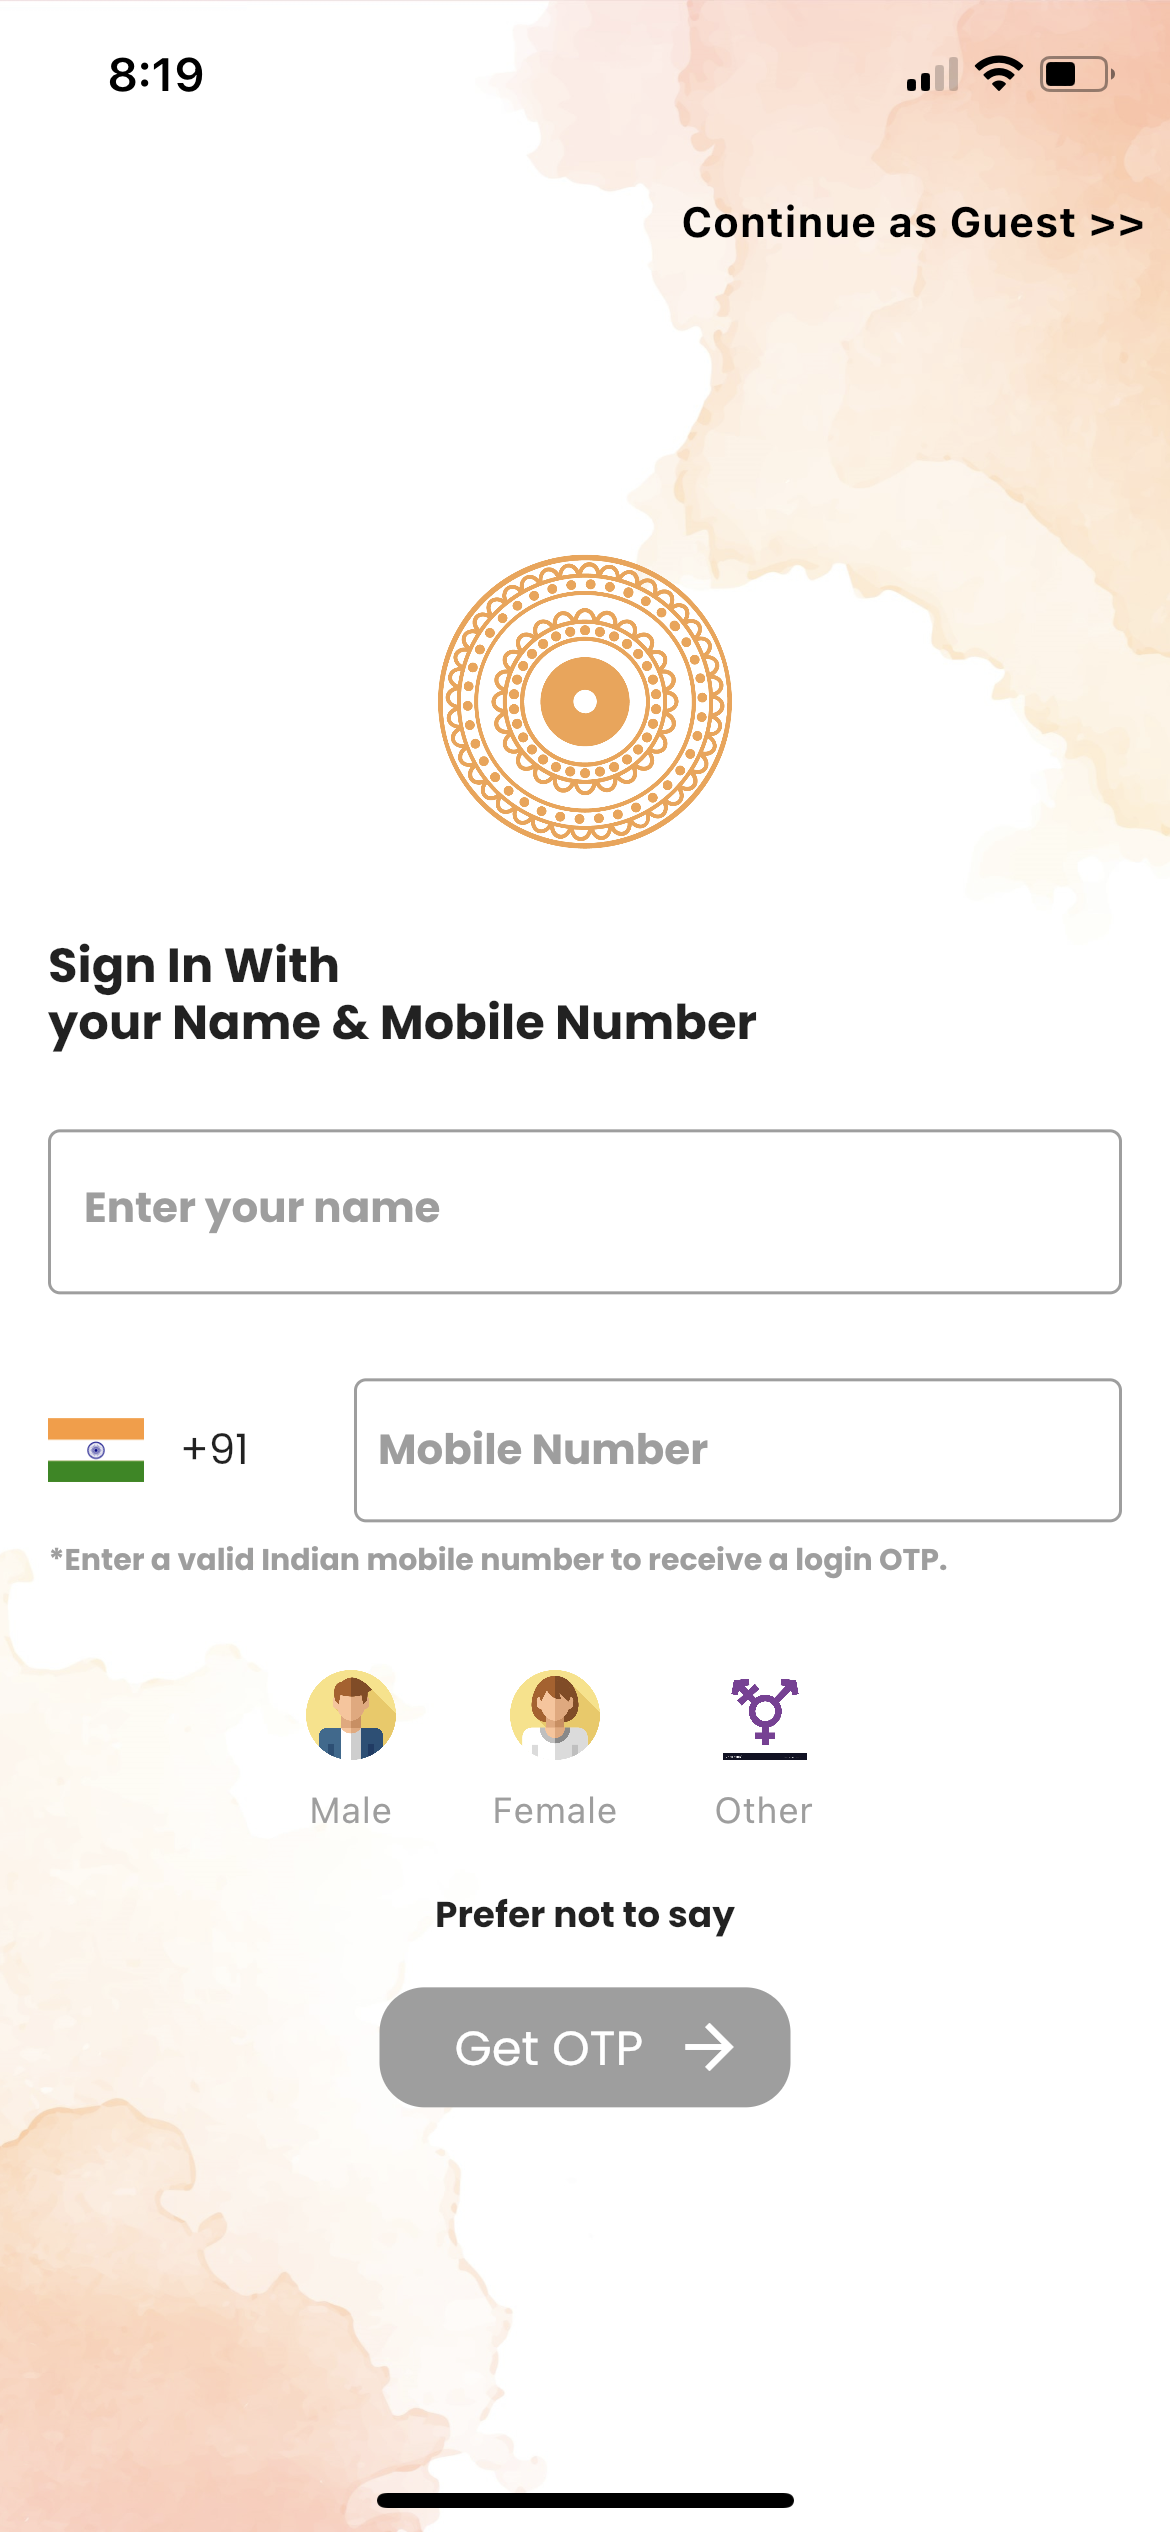 8:19
Continue as Guest >>
Sign In With
your Name & Mobile Number
Enter your name
+91
Mobile Number
*Enter a valid Indian mobile number to receive a login OTP.
Male
Female
Other
Prefer not to say
Get OTP →